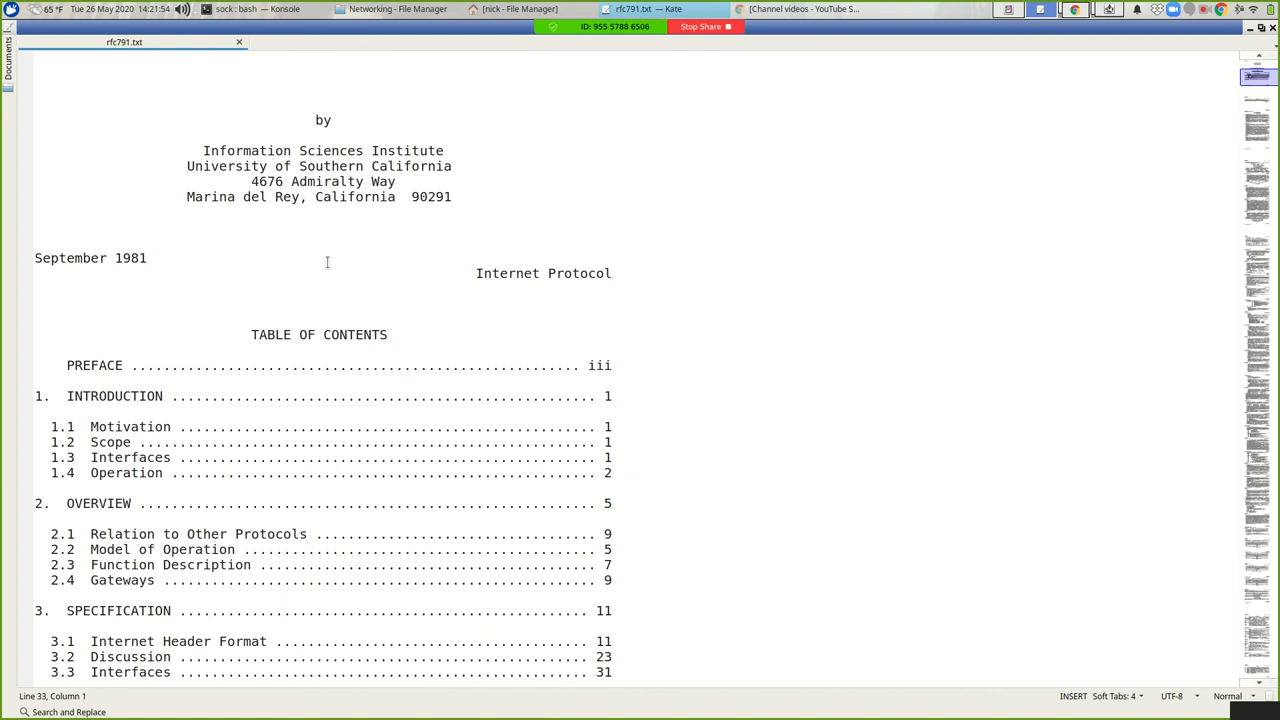 65 °F Tue 26 May 2020 14:21:54 sock : bash — Konsole Networking - File Manager [nick - File Manager] rfc791.txt — Kate [Channel videos - YouTube S...
ID: 955 5788 6506 Stop Share
rfc791.txt
Documents
by
Information Sciences Institute
University of Southern California
4676 Admiralty Way
Marina del Rey, California  90291
September 1981
Internet Protocol
TABLE OF CONTENTS
PREFACE ........................................................ iii
1.  INTRODUCTION ..................................................... 1
1.1  Motivation .................................................... 1
1.2  Scope ......................................................... 1
1.3  Interfaces .................................................... 1
1.4  Operation ..................................................... 2
2.  OVERVIEW ......................................................... 5
2.1  Relation to Other Protocols ................................... 9
2.2  Model of Operation ............................................ 5
2.3  Function Description .......................................... 7
2.4  Gateways ...................................................... 9
3.  SPECIFICATION ................................................... 11
3.1  Internet Header Format ....................................... 11
3.2  Discussion ................................................... 23
3.3  Interfaces ................................................... 31
Line 33, Column 1 INSERT Soft Tabs: 4 UTF-8 Normal
Search and Replace